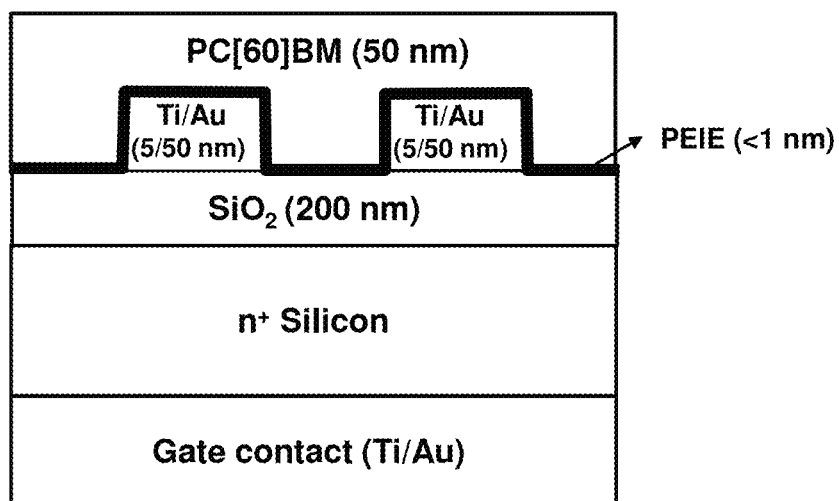 PC[60]BM (50 nm)
Ti/Au
(5/50 nm)
Ti/Au
(5/50 nm)
PEIE (<1 nm)
SiO₂ (200 nm)
n⁺ Silicon
Gate contact (Ti/Au)